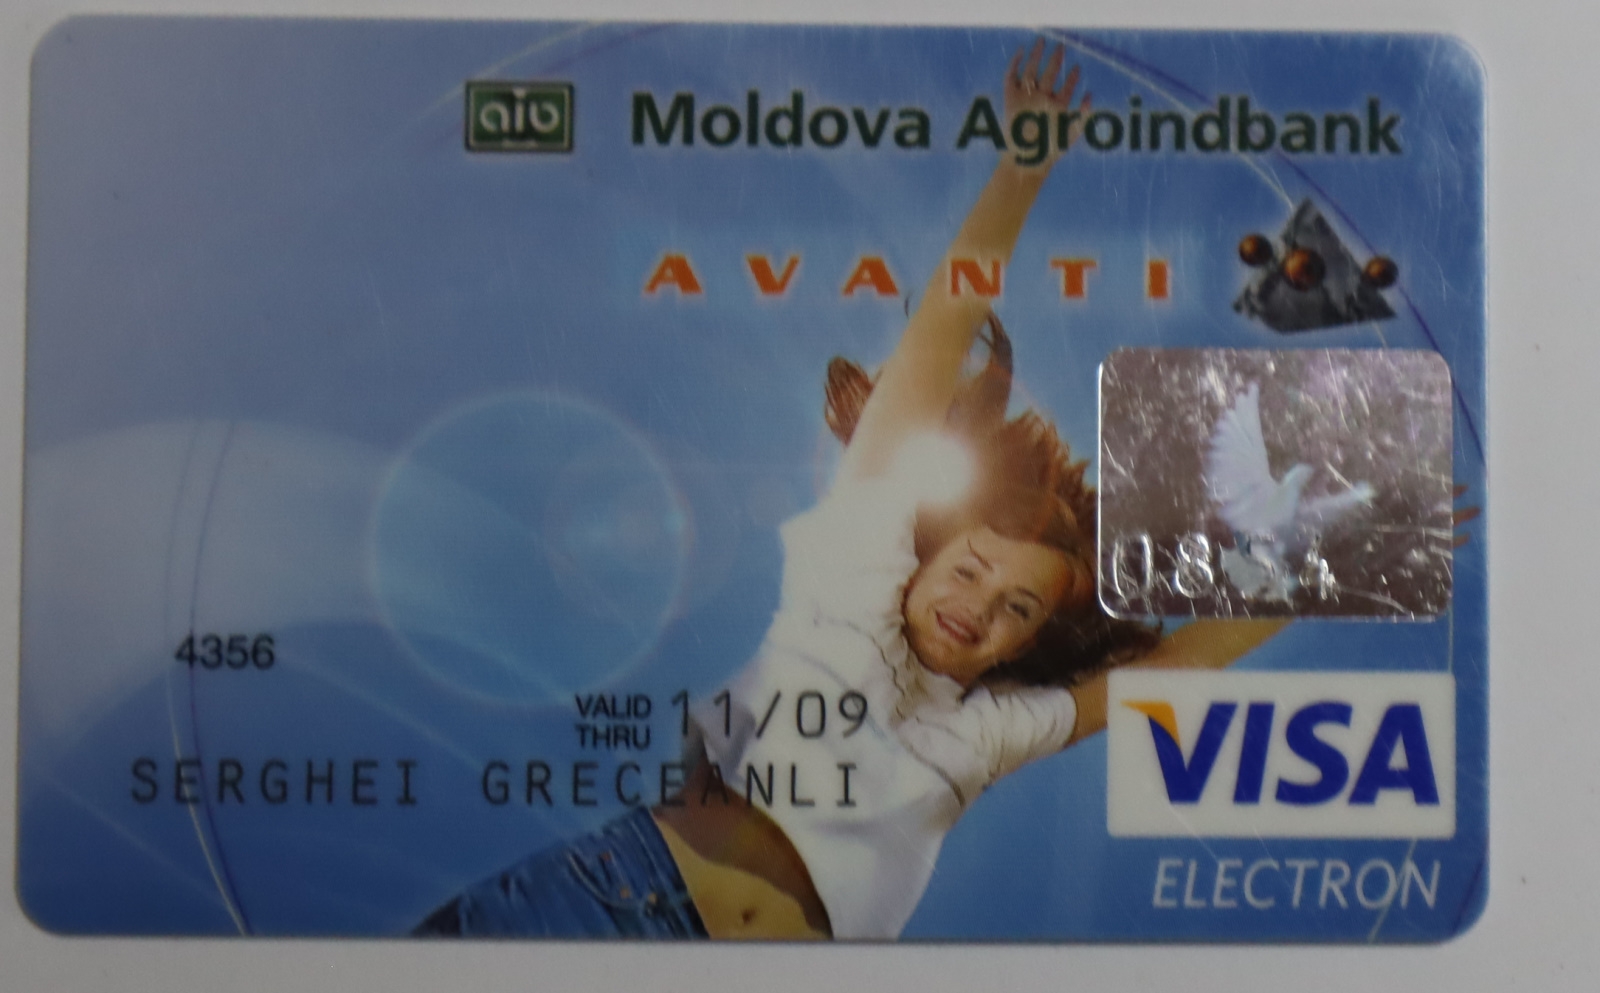 aib Moldova Agroindbank
AVANTI
4356
VALID THRU 11/09
SERGHEI GRECEANLI
VISA
ELECTRON